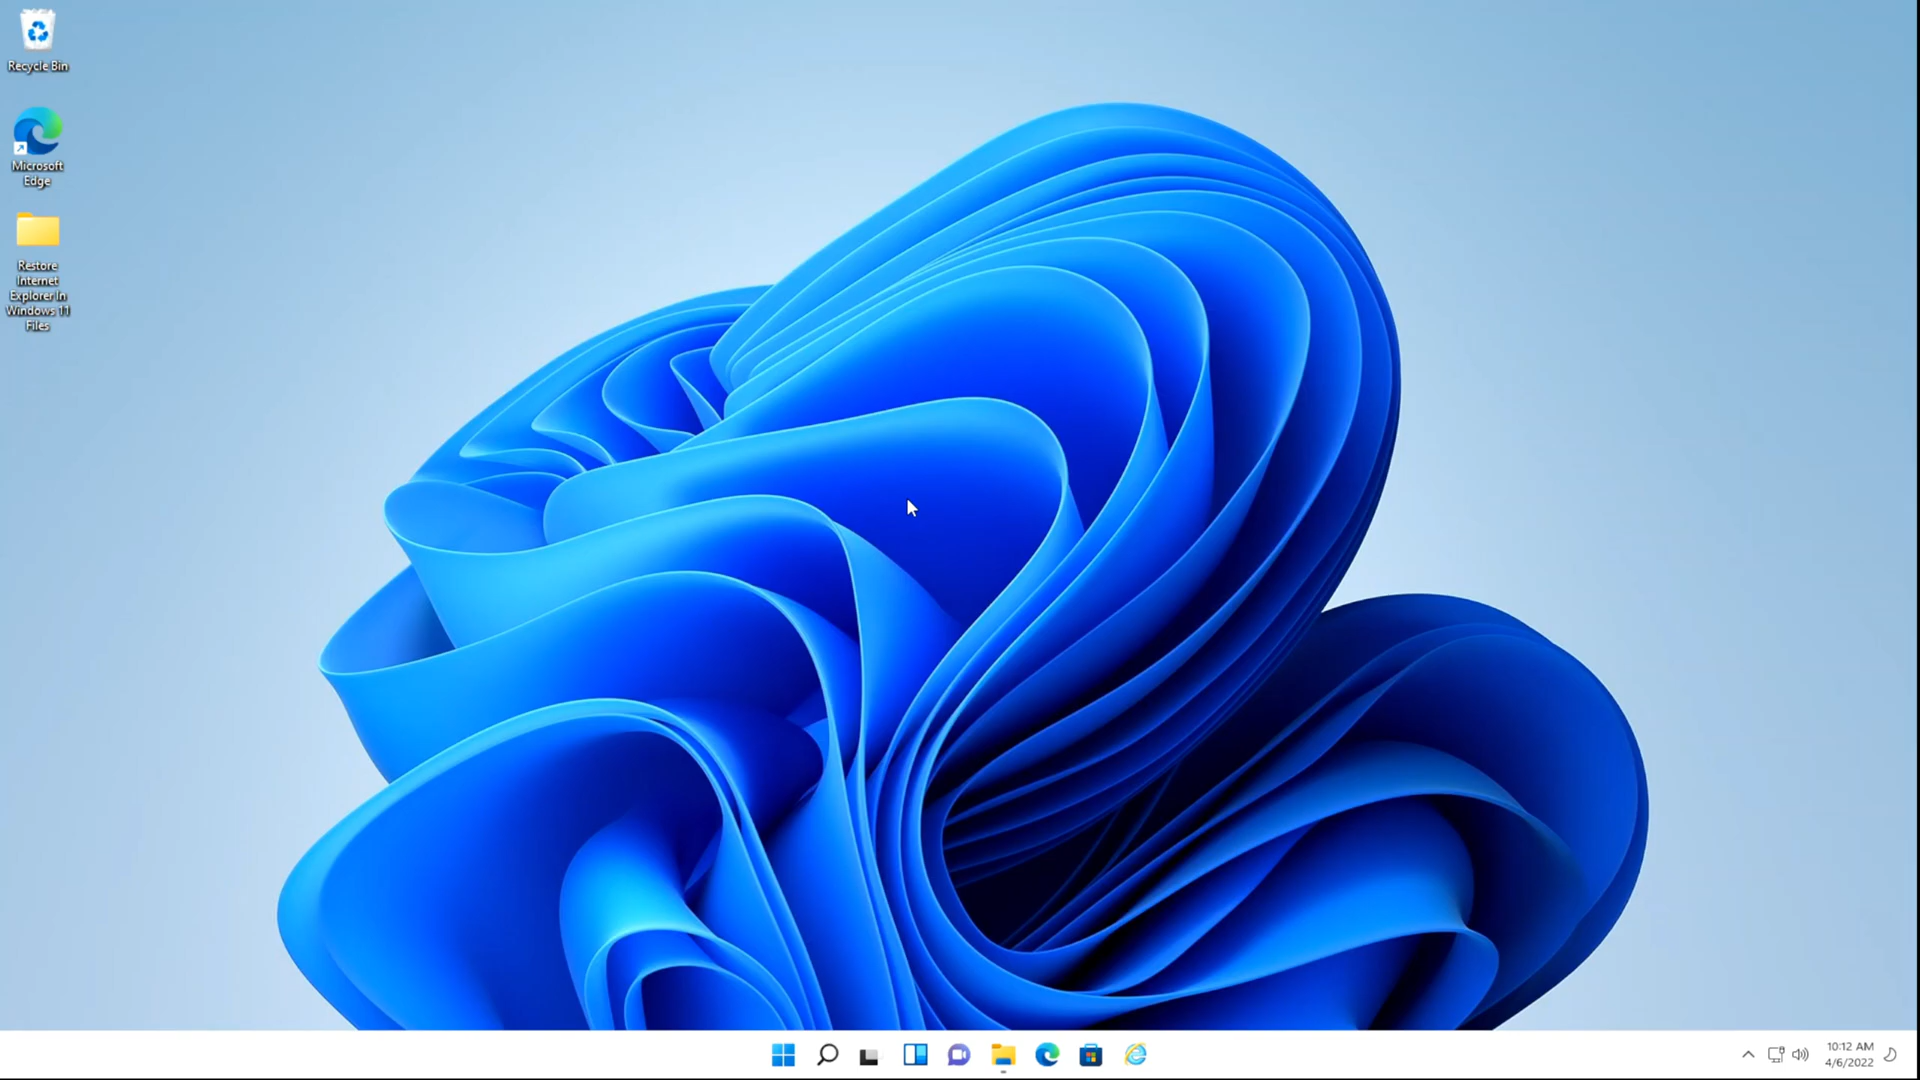 Recycle Bin
Microsoft
Edge
Restore
Internet
Explorer In
Windows 11
Files
10:12 AM
4/6/2022